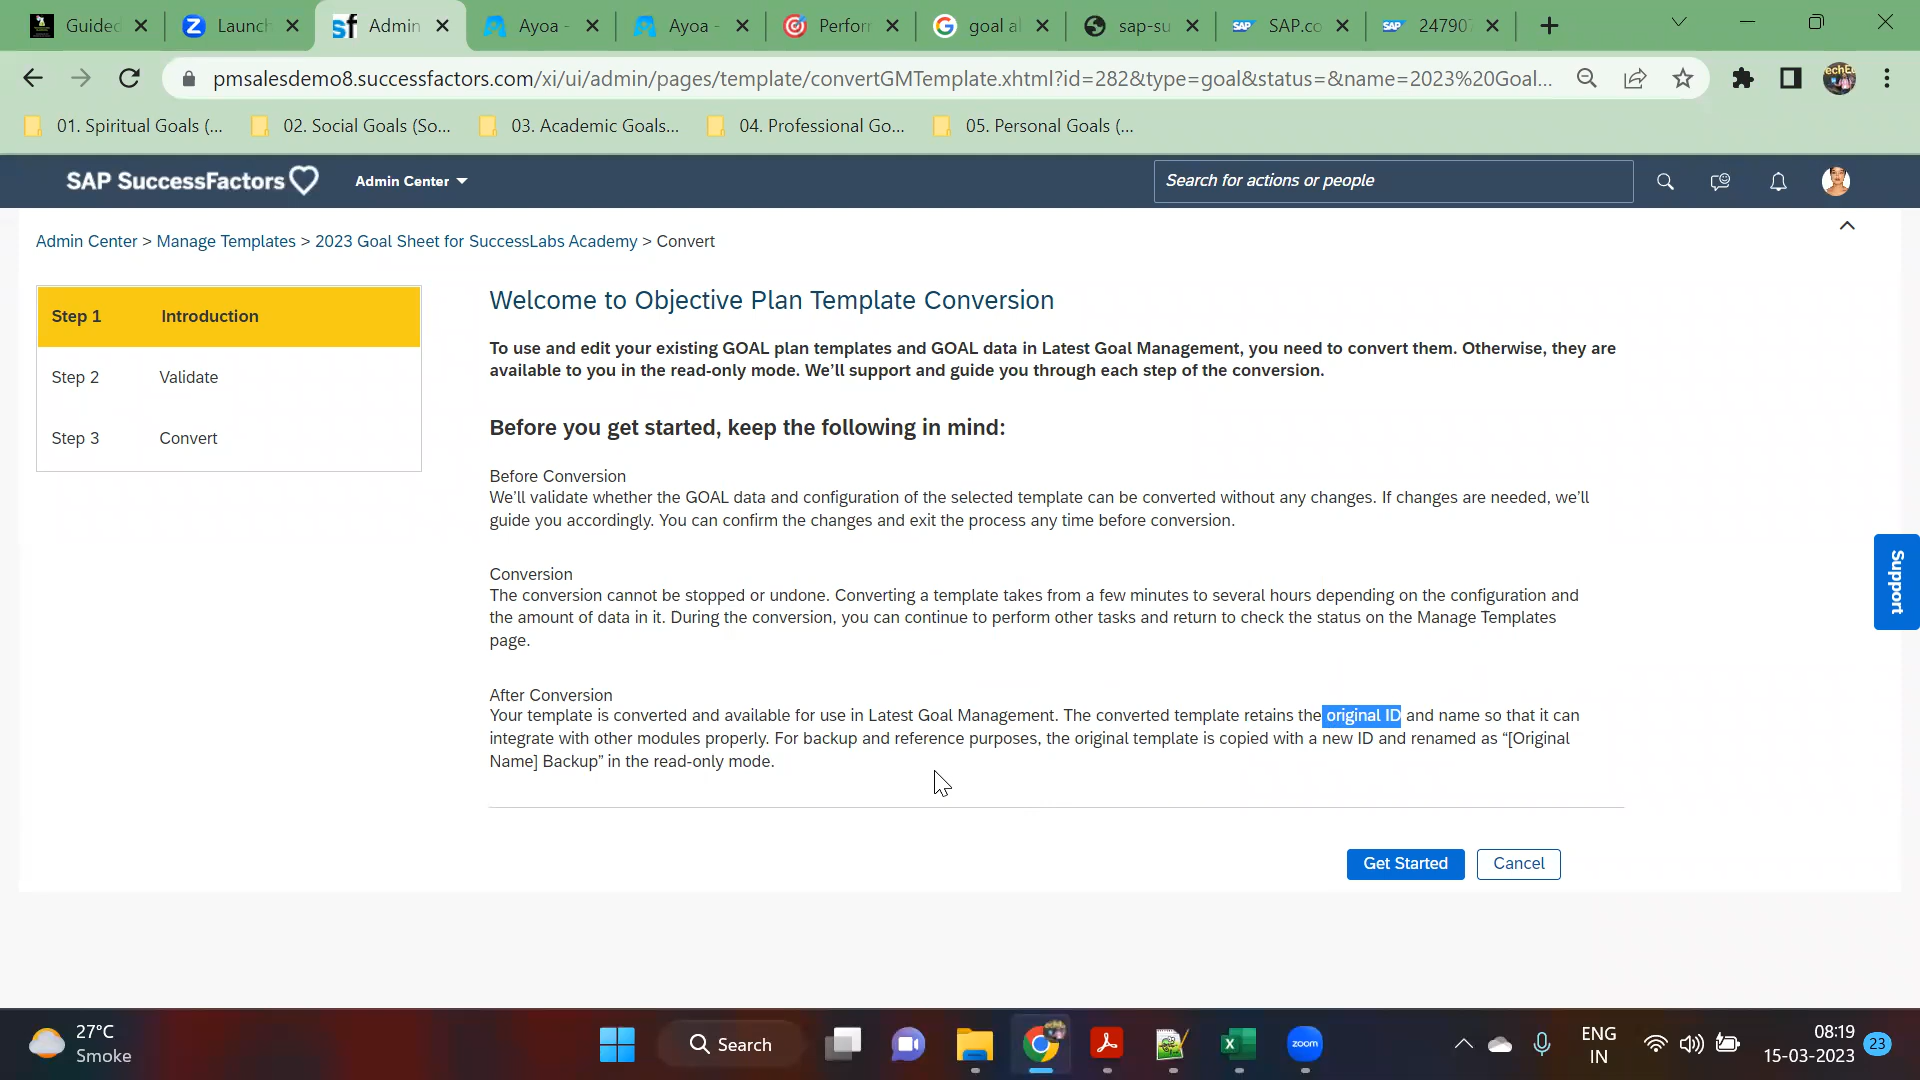 Guided
Launch
Admin
Ayoa -
Ayoa -
Perfor
goal al
sap-su
SAP.co
24790
pmsalesdemo8.successfactors.com/xi/ui/admin/pages/template/convertGMTemplate.xhtml?id=282&type=goal&status=&name=2023%20Goal...
01. Spiritual Goals (...
02. Social Goals (So...
03. Academic Goals...
04. Professional Go...
05. Personal Goals (...
SAP SuccessFactors
Admin Center
Search for actions or people
Admin Center > Manage Templates > 2023 Goal Sheet for SuccessLabs Academy > Convert
Step 1 Introduction
Step 2 Validate
Step 3 Convert
Welcome to Objective Plan Template Conversion
To use and edit your existing GOAL plan templates and GOAL data in Latest Goal Management, you need to convert them. Otherwise, they are
available to you in the read-only mode. We'll support and guide you through each step of the conversion.
Before you get started, keep the following in mind:
Before Conversion
We'll validate whether the GOAL data and configuration of the selected template can be converted without any changes. If changes are needed, we'll
guide you accordingly. You can confirm the changes and exit the process any time before conversion.
Conversion
The conversion cannot be stopped or undone. Converting a template takes from a few minutes to several hours depending on the configuration and
the amount of data in it. During the conversion, you can continue to perform other tasks and return to check the status on the Manage Templates
page.
After Conversion
Your template is converted and available for use in Latest Goal Management. The converted template retains the original ID and name so that it can
integrate with other modules properly. For backup and reference purposes, the original template is copied with a new ID and renamed as “[Original
Name] Backup” in the read-only mode.
Get Started
Cancel
Support
27°C
Smoke
Search
zoom
ENG
IN
08:19
15-03-2023
23